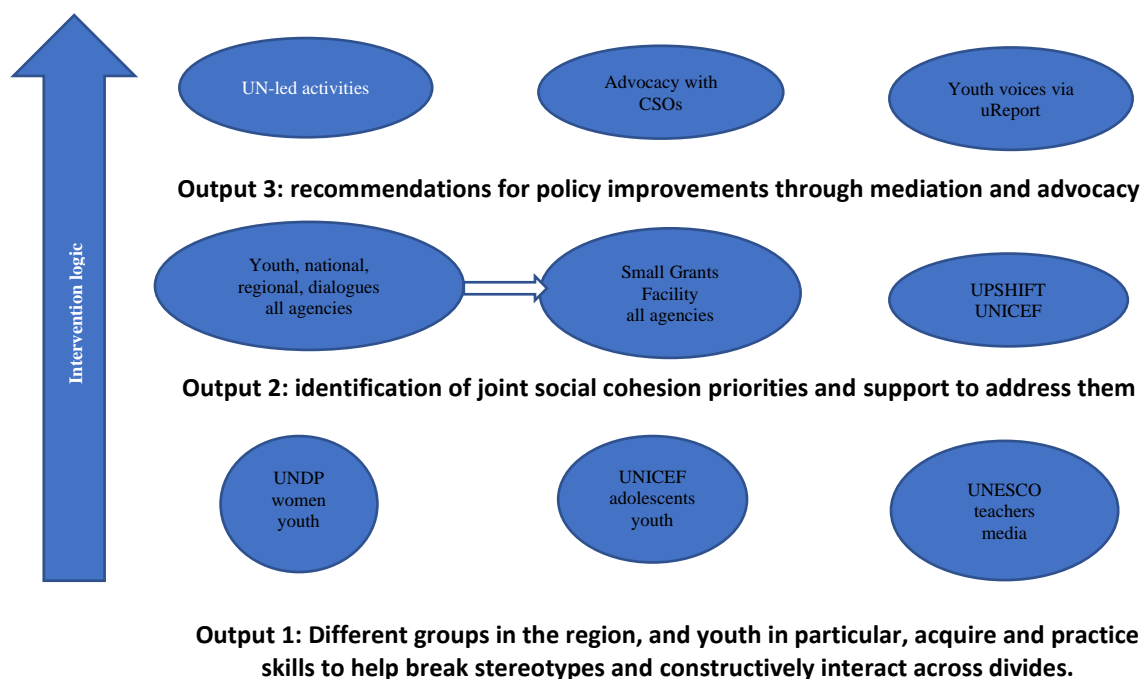 Intervention logic
UN-led activities
Advocacy with
CSOs
Youth voices via
uReport
Output 3: recommendations for policy improvements through mediation and advocacy
Youth, national,
regional, dialogues
all agencies
Small Grants
Facility
all agencies
UPSHIFT
UNICEF
Output 2: identification of joint social cohesion priorities and support to address them
UNDP
women
youth
UNICEF
adolescents
youth
UNESCO
teachers
media
Output 1: Different groups in the region, and youth in particular, acquire and practice
skills to help break stereotypes and constructively interact across divides.